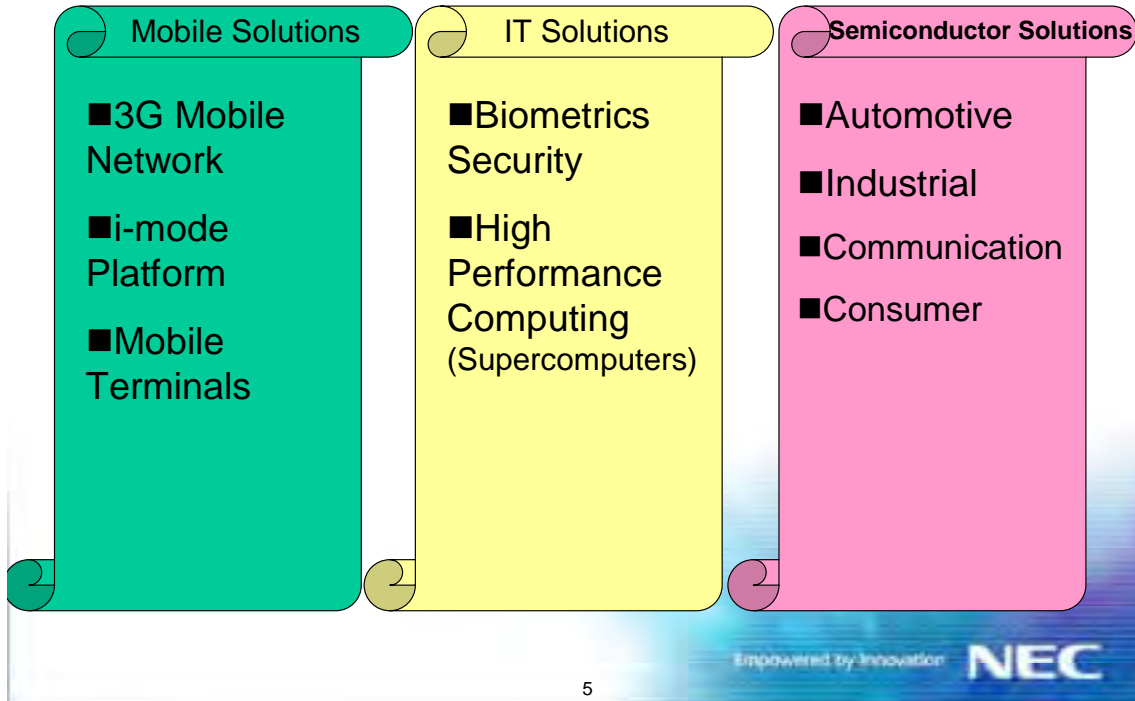 Mobile Solutions
■3G Mobile
Network
■i-mode
Platform
■Mobile
Terminals
IT Solutions
■Biometrics
Security
■High
Performance
Computing
(Supercomputers)
Semiconductor Solutions
■Automotive
■Industrial
■Communication
■Consumer
Empowered by Innovation NEC
5